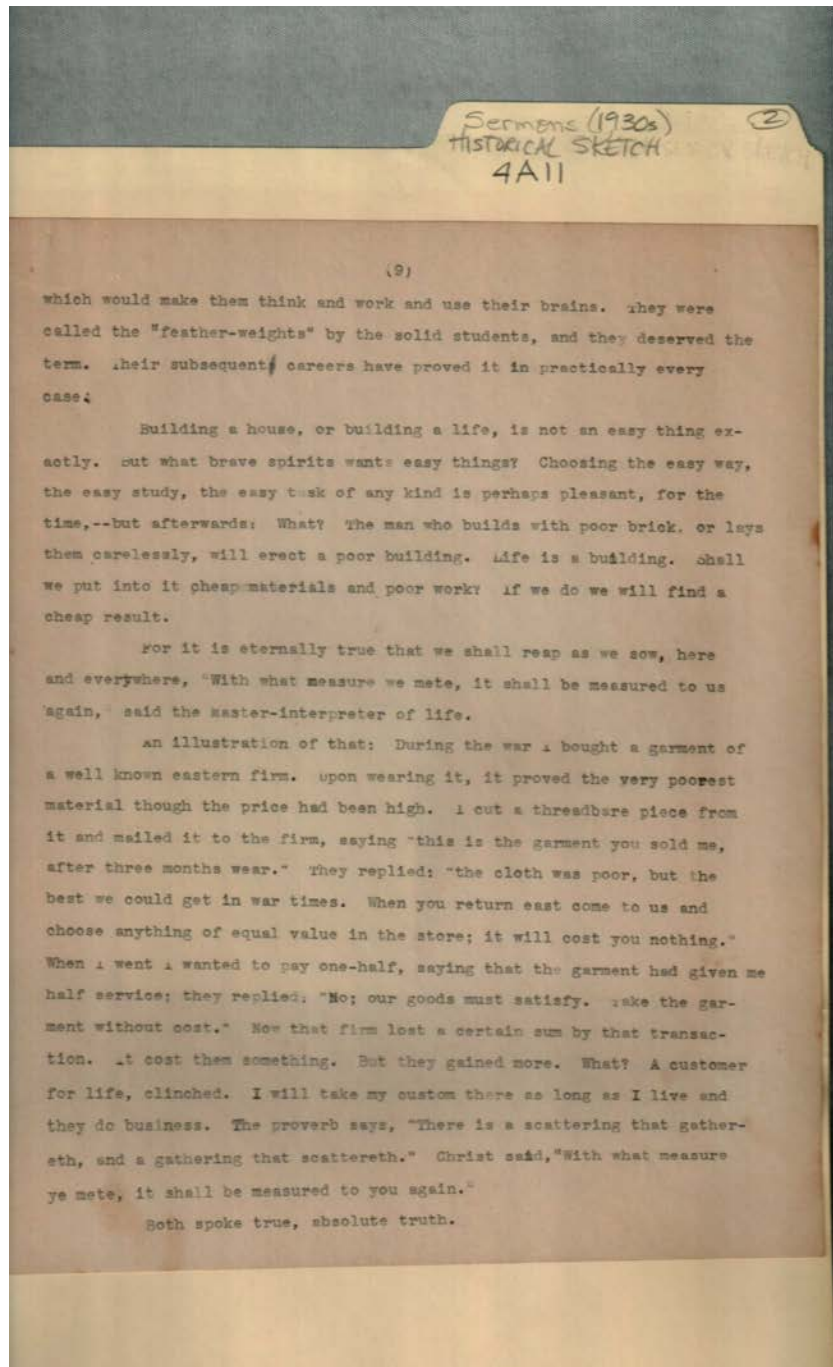 Sermons (1930s) 2
HISTORICAL SKETCH
4A11
(9)
which would make them think and work and use their brains. They were
called the "feather-weights" by the solid students, and they deserved the
term. Their subsequent careers have proved it in practically every
case.
Building a house, or building a life, is not an easy thing ex-
actly. But what brave spirits wants easy things? Choosing the easy way,
the easy study, the easy task of any kind is perhaps pleasant, for the
time,--but afterwards: What? The man who builds with poor brick. or lays
them carelessly, will erect a poor building. Life is a building. Shall
we put into it cheap materials and poor work? If we do we will find a
cheap result.
For it is eternally true that we shall reap as we sow, here
and everywhere, "With what measure we mete, it shall be measured to us
again," said the Master-interpreter of life.
An illustration of that: During the war I bought a garment of
a well known eastern firm. Upon wearing it, it proved the very poorest
material though the price had been high. I cut a threadbare piece from
it and mailed it to the firm, saying "this is the garment you sold me,
after three months wear." They replied: "the cloth was poor, but the
best we could get in war times. When you return east come to us and
choose anything of equal value in the store; it will cost you nothing."
When I went I wanted to pay one-half, saying that the garment had given me
half service; they replied: "No; our goods must satisfy. Take the gar-
ment without cost." Now that firm lost a certain sum by that transac-
tion. It cost them something. But they gained more. What? A customer
for life, clinched. I will take my custom there as long as I live and
they do business. The proverb says, "There is a scattering that gather-
eth, and a gathering that scattereth." Christ said,"With what measure
ye mete, it shall be measured to you again."
Both spoke true, absolute truth.